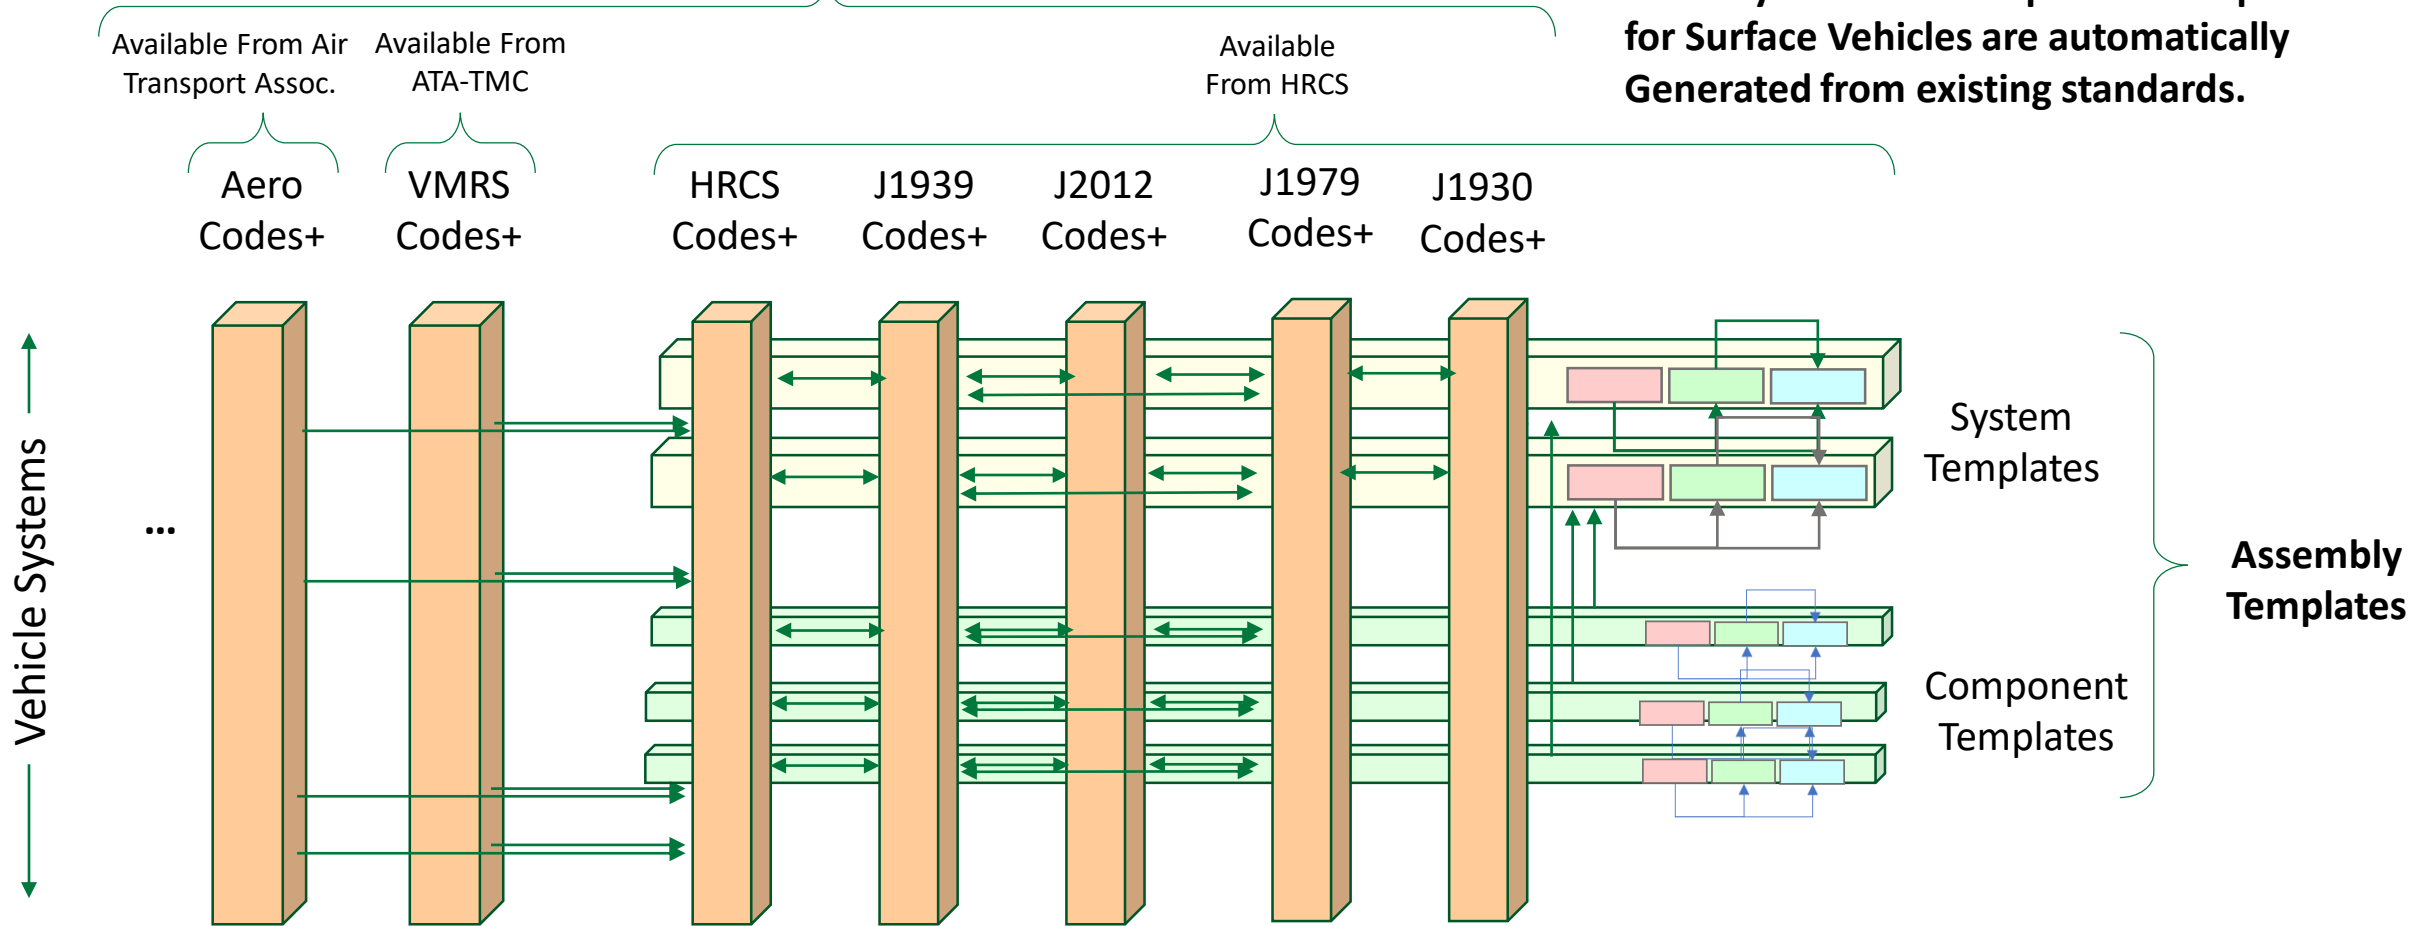 for Surface Vehicles are automatically
Generated from existing standards.
Available From Air
Transport Assoc.
Available From
ATA-TMC
Available
From HRCS
Aero
Codes+
VMRS
Codes+
HRCS
Codes+
J1939
Codes+
J2012
Codes+
J1979
Codes+
J1930
Codes+
Vehicle Systems
...
System
Templates
Assembly
Templates
Component
Templates